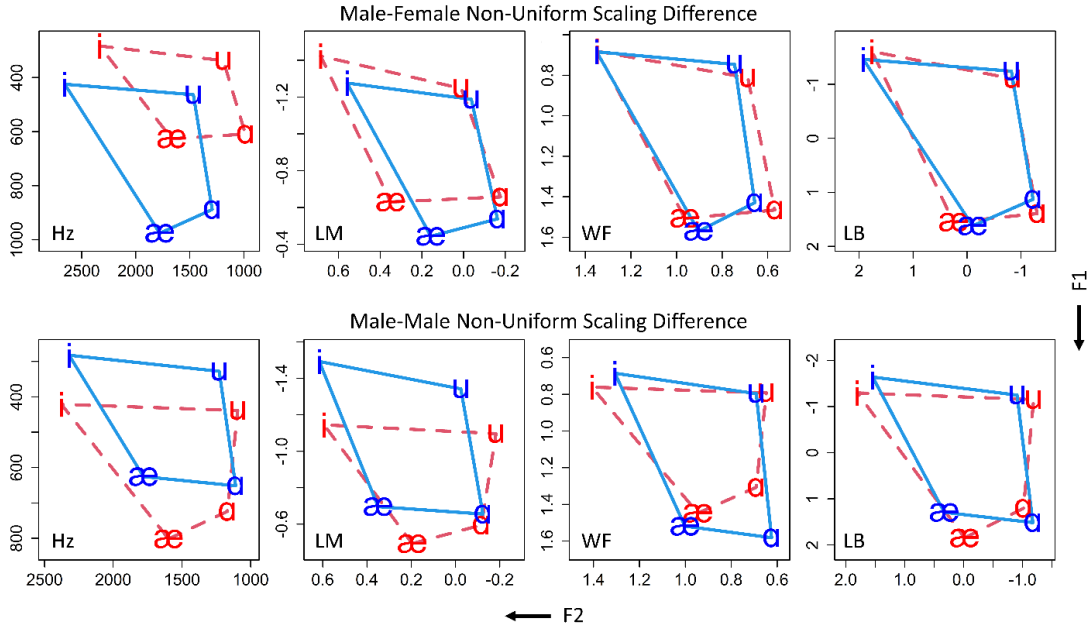 Male-Female Non-Uniform Scaling Difference
400
600
800
1000
i
u
i
u
æ
ɑ
ɑ
æ
Hz
2500 2000 1500 1000
-1.2
-0.8
-0.4
i
i
u
u
æ
ɑ
ɑ
æ
LM
0.6 0.4 0.2 0.0 -0.2
0.8
1.0
1.2
1.4
1.6
i
i
u
u
ɑ
ɑ
æ
æ
WF
1.4 1.2 1.0 0.8 0.6
-1
0
1
2
i
i
u
u
ɑ
ɑ
æ
æ
LB
2 1 0 -1
F1
Male-Male Non-Uniform Scaling Difference
400
600
800
i
u
i
u
æ
ɑ
ɑ
æ
Hz
2500 2000 1500 1000
-1.4
-1.0
-0.6
i
u
i
u
æ
ɑ
ɑ
æ
LM
0.6 0.4 0.2 0.0 -0.2
0.6
0.8
1.0
1.2
1.4
1.6
i
i
u
u
ɑ
æ
æ
ɑ
WF
1.4 1.2 1.0 0.8 0.6
-2
-1
0
1
2
i
i
u
u
ɑ
æ
ɑ
æ
LB
2.0 1.0 0.0 -1.0
F2